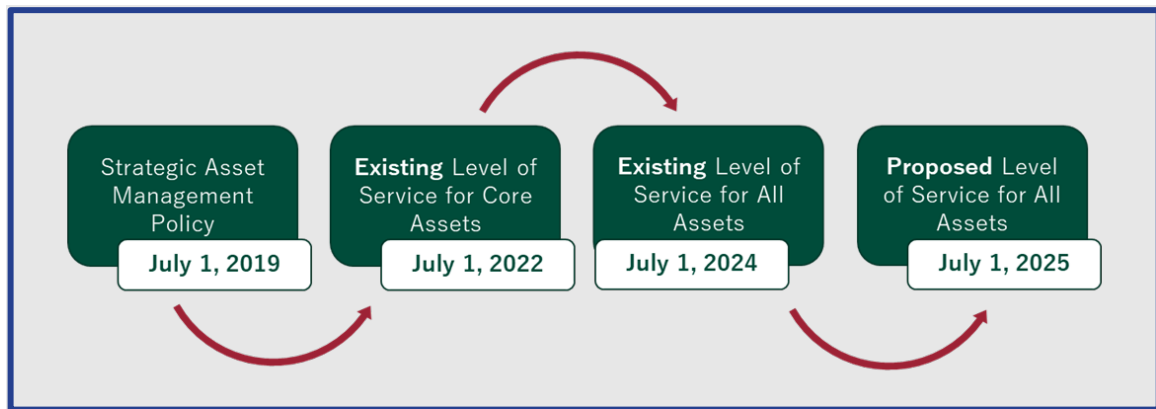 Strategic Asset
Management
Policy
July 1, 2019
Existing Level of
Service for Core
Assets
July 1, 2022
Existing Level of
Service for All
Assets
July 1, 2024
Proposed Level
of Service for All
Assets
July 1, 2025